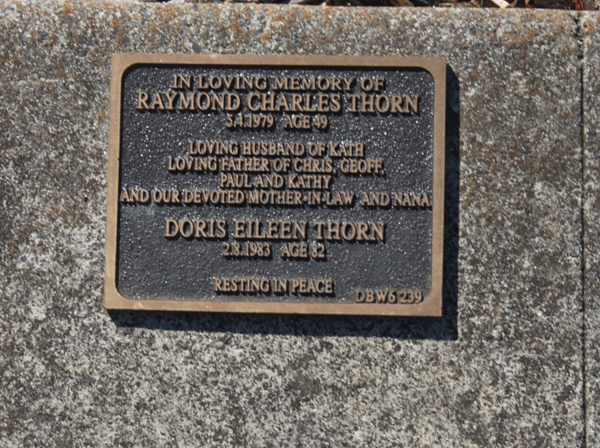 IN LOVING MEMORY OF
RAYMOND CHARLES THORN
5.4.1979 AGE 49
LOVING HUSBAND OF KATH
LOVING FATHER OF CHRIS, GEOFF,
PAUL AND KATHY
AND OUR DEVOTED MOTHER-IN-LAW AND NANA
DORIS EILEEN THORN
2.8.1983 AGE 82
RESTING IN PEACE
DBW6 239